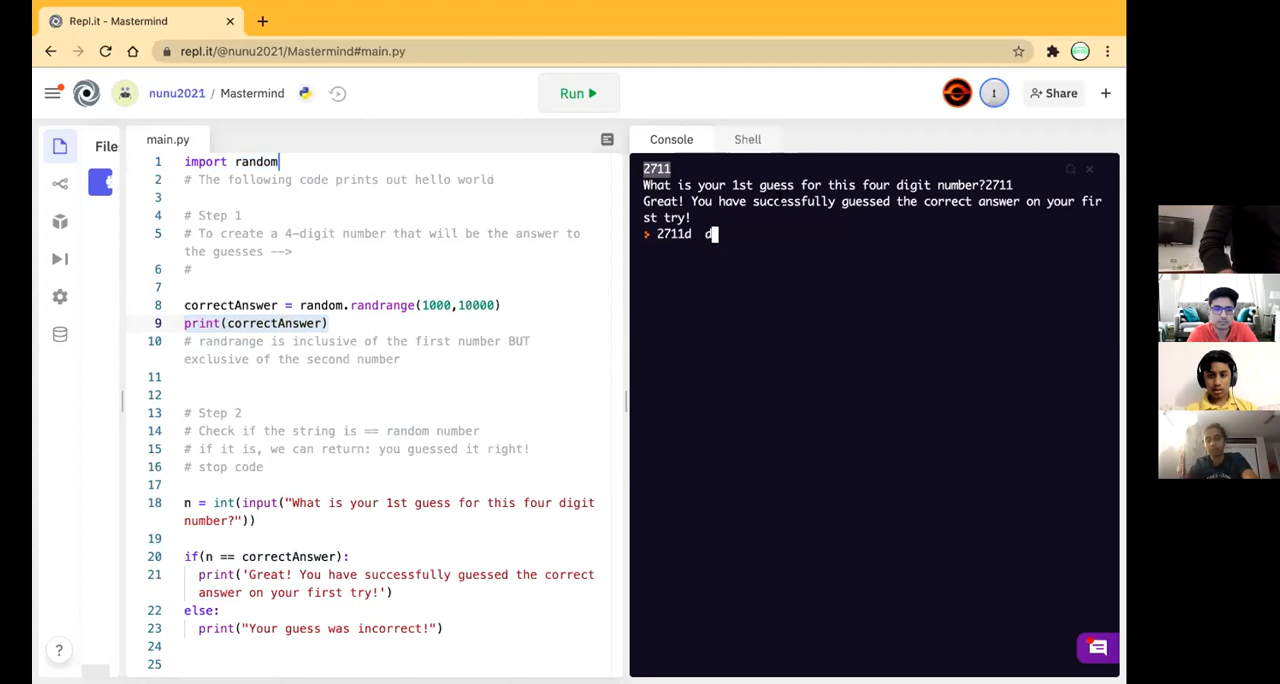 Repl.it - Mastermind
repl.it/@nunu2021/Mastermind#main.py
nunu2021 / Mastermind
Run
Share
Files
main.py
Console
Shell
1 import random
2 # The following code prints out hello world
3
4 # Step 1
5 # To create a 4-digit number that will be the answer to
the guesses -->
6 #
7
8 correctAnswer = random.randrange(1000,10000)
9 print(correctAnswer)
10 # randrange is inclusive of the first number BUT
exclusive of the second number
11
12
13 # Step 2
14 # Check if the string is == random number
15 # if it is, we can return: you guessed it right!
16 # stop code
17
18 n = int(input("What is your 1st guess for this four digit
number?"))
19
20 if(n == correctAnswer):
21 print('Great! You have successfully guessed the correct
answer on your first try!')
22 else:
23 print("Your guess was incorrect!")
24
25
2711
What is your 1st guess for this four digit number?2711
Great! You have successfully guessed the correct answer on your fir
st try!
> 2711d  d
?